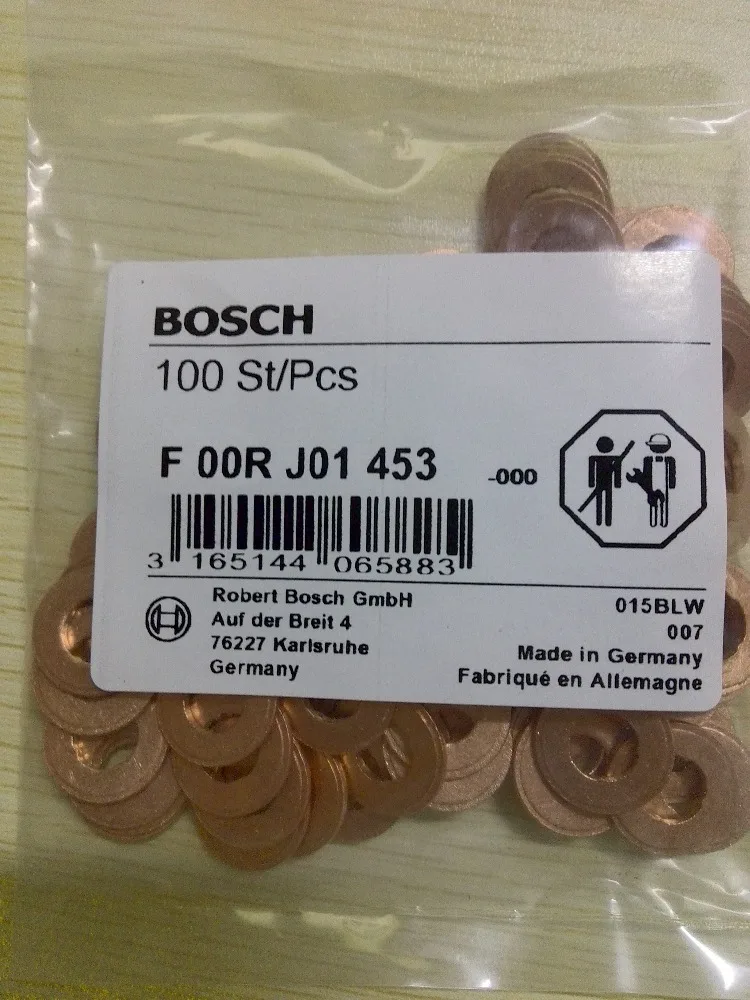 BOSCH
100 St/Pcs
F 00R J01 453 -000
3 165144 065883
Robert Bosch GmbH
Auf der Breit 4
76227 Karlsruhe
Germany
015BLW
007
Made in Germany
Fabriqué en Allemagne